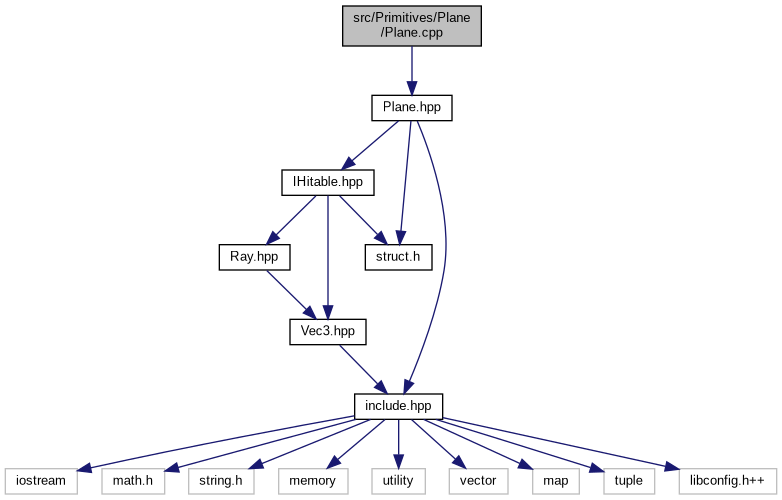 src/Primitives/Plane
/Plane.cpp
Plane.hpp
IHitable.hpp
Ray.hpp
struct.h
Vec3.hpp
include.hpp
iostream
math.h
string.h
memory
utility
vector
map
tuple
libconfig.h++